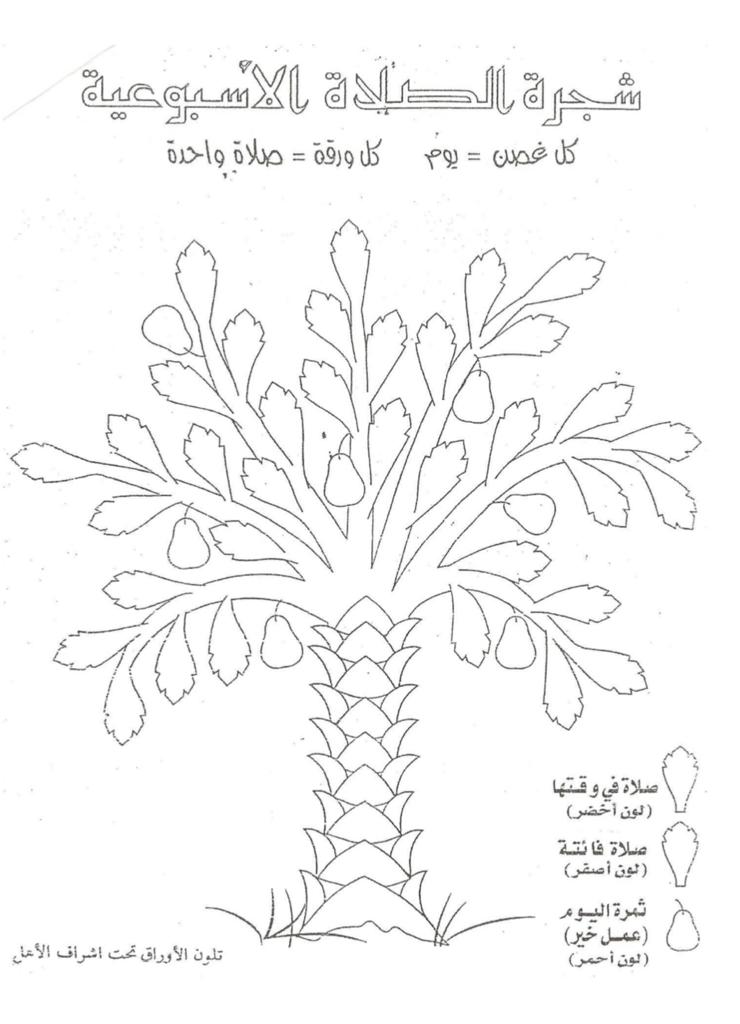 شجرة الصلاة الأسبوعية
كل غصن = يوم كل ورقة = صلاة واحدة
صلاة في وقتها
(لون أخضر)
صلاة فائتة
(لون أصفر)
ثمرة اليوم
(عمل خير)
(لون أحمر)
تلون الأوراق تحت اشراف الأهل